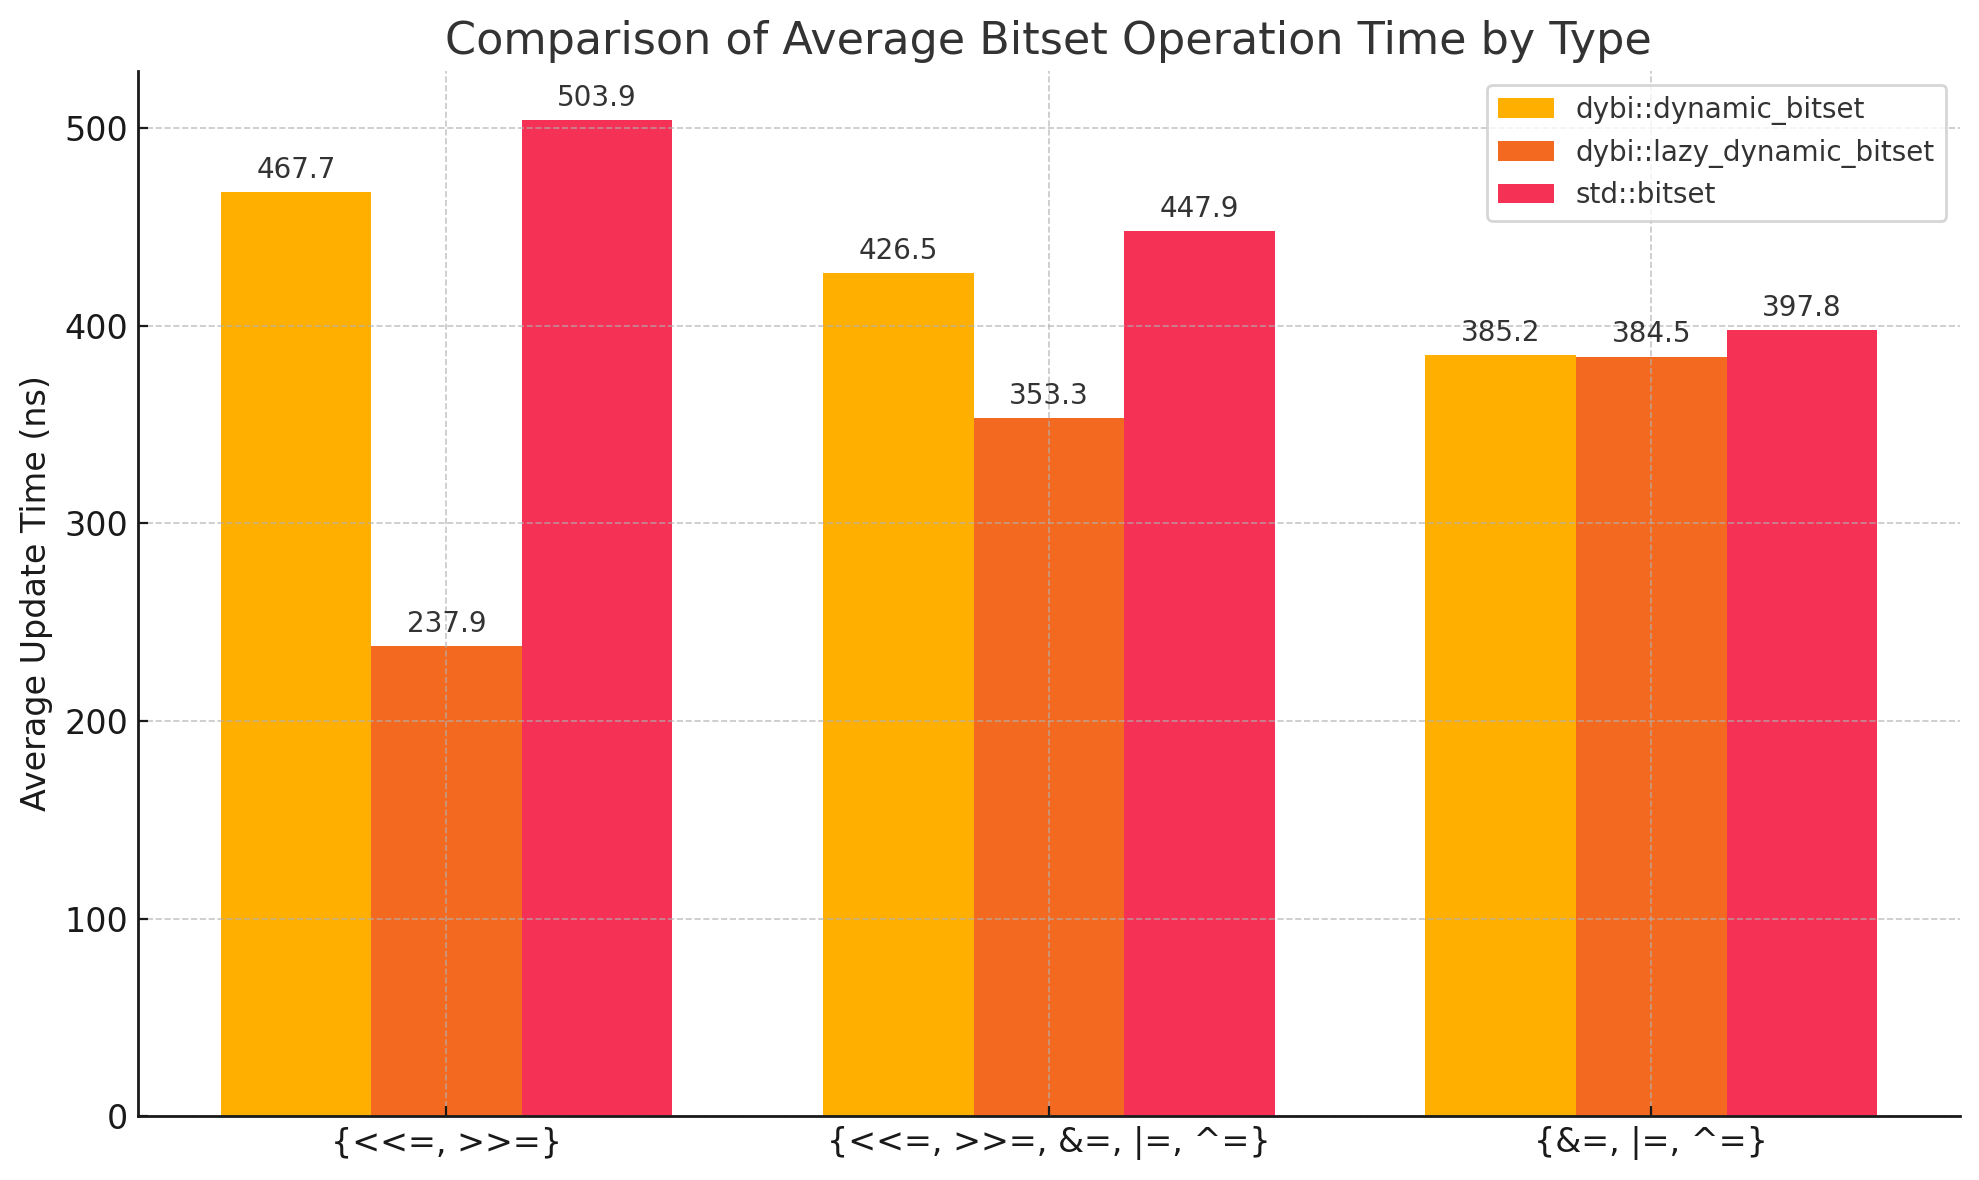 Comparison of Average Bitset Operation Time by Type
dybi::dynamic_bitset
dybi::lazy_dynamic_bitset
std::bitset
Average Update Time (ns)
500
400
300
200
100
0
467.7
237.9
503.9
426.5
353.3
447.9
385.2
384.5
397.8
{<<=, >>=}
{<<=, >>=, &=, |=, ^=}
{&=, |=, ^=}